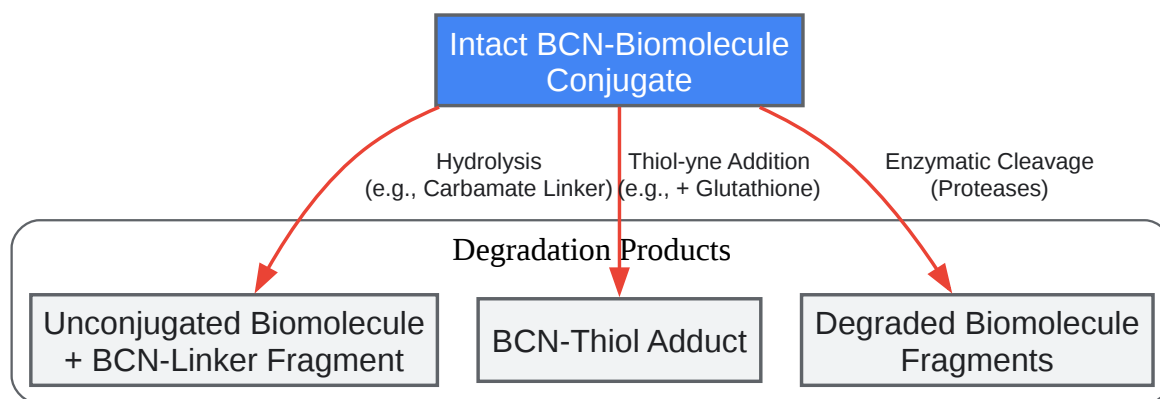 Intact BCN-Biomolecule
Conjugate
Hydrolysis
(e.g., Carbamate Linker)
Thiol-yne Addition
(e.g., + Glutathione)
Enzymatic Cleavage
(Proteases)
Degradation Products
Unconjugated Biomolecule
+ BCN-Linker Fragment
BCN-Thiol Adduct
Degraded Biomolecule
Fragments